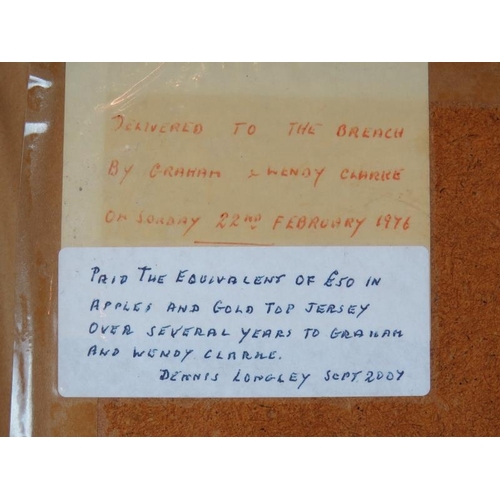 DELIVERED TO THE BREACH
BY GRAHAM & WENDY CLARKE
ON SUNDAY 22ND FEBRUARY 1976
PAID THE EQUIVALENT OF £50 IN
APPLES AND GOLD TOP JERSEY
OVER SEVERAL YEARS TO GRAHAM
AND WENDY CLARKE.
DENNIS LONGLEY SEPT. 2007